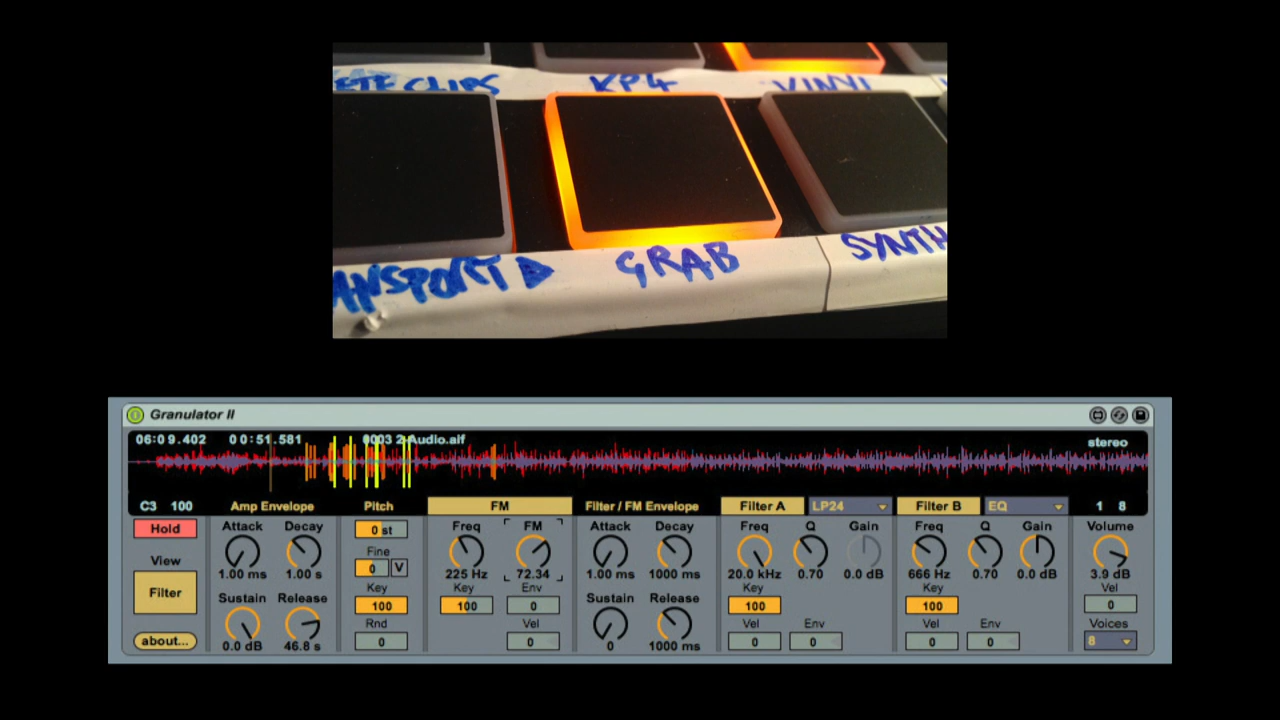 CLIPS KP4 VINYL
GRAB SYNTH
Granulator II
06:0 9.402 0 0:51.581 0003 2-Audio.aif stereo
C3 100 Amp Envelope Pitch FM Filter / FM Envelope Filter A LP24 Filter B EQ 1 8
Hold Attack Decay 0 st Freq FM Attack Decay Freq Q Gain Freq Q Gain Volume
View 1.00 ms 1.00 s Fine 0 V 225 Hz 72.34 1.00 ms 1000 ms 20.0 kHz 0.70 0.0 dB 666 Hz 0.70 0.0 dB 3.9 dB
Filter Sustain Release Key 100 Key 100 Env 0 Sustain Release Key 100 Key 100 Vel 0
about... 0.0 dB 46.8 s Rnd 0 Vel 0 0 1000 ms Vel 0 Env 0 Vel 0 Env 0 Voices 8